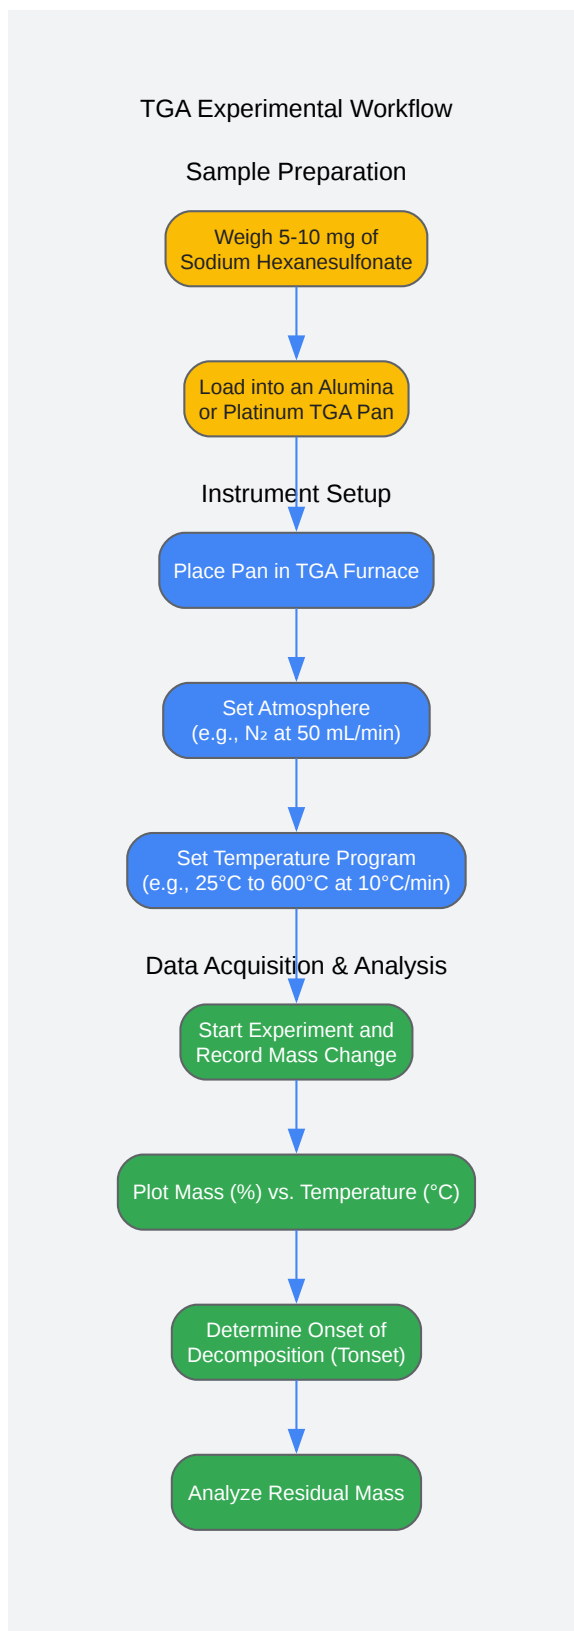 TGA Experimental Workflow
Sample Preparation
Weigh 5-10 mg of
Sodium Hexanesulfonate
Load into an Alumina
or Platinum TGA Pan
Instrument Setup
Place Pan in TGA Furnace
Set Atmosphere
(e.g., N₂ at 50 mL/min)
Set Temperature Program
(e.g., 25°C to 600°C at 10°C/min)
Data Acquisition & Analysis
Start Experiment and
Record Mass Change
Plot Mass (%) vs. Temperature (°C)
Determine Onset of
Decomposition (Tonset)
Analyze Residual Mass